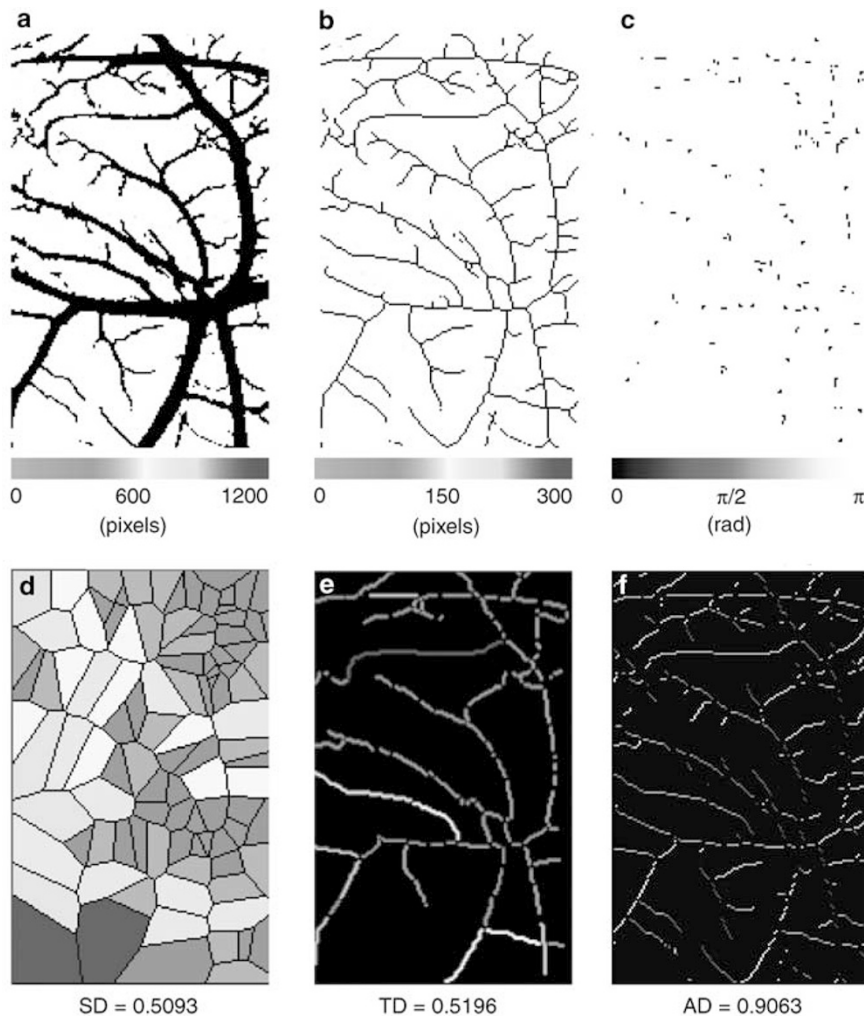 a b c
0 600 1200
(pixels)
0 150 300
(pixels)
0 π/2 π
(rad)
d e f
SD = 0.5093
TD = 0.5196
AD = 0.9063